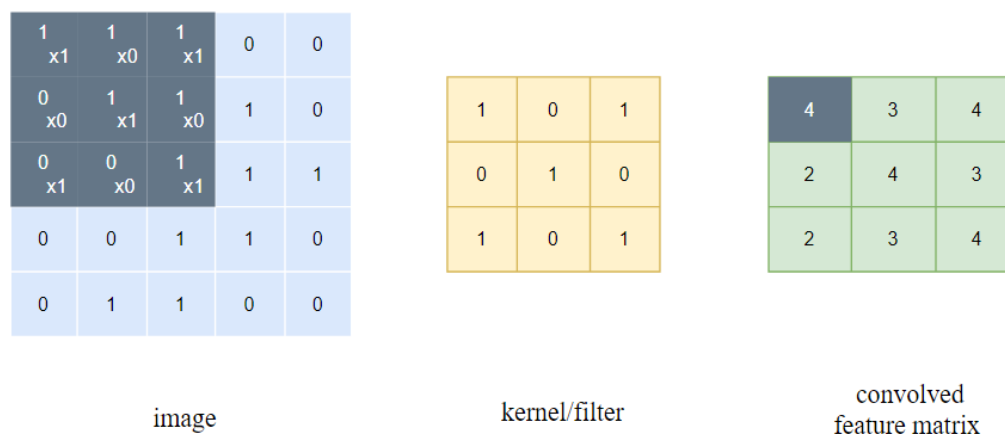 1 1 1 0 0
x1 x0 x1
0 1 1 1 0
x0 x1 x0
0 0 1 1 1
x1 x0 x1
0 0 1 1 0
0 1 1 0 0
image
1 0 1
0 1 0
1 0 1
kernel/filter
4 3 4
2 4 3
2 3 4
convolved
feature matrix